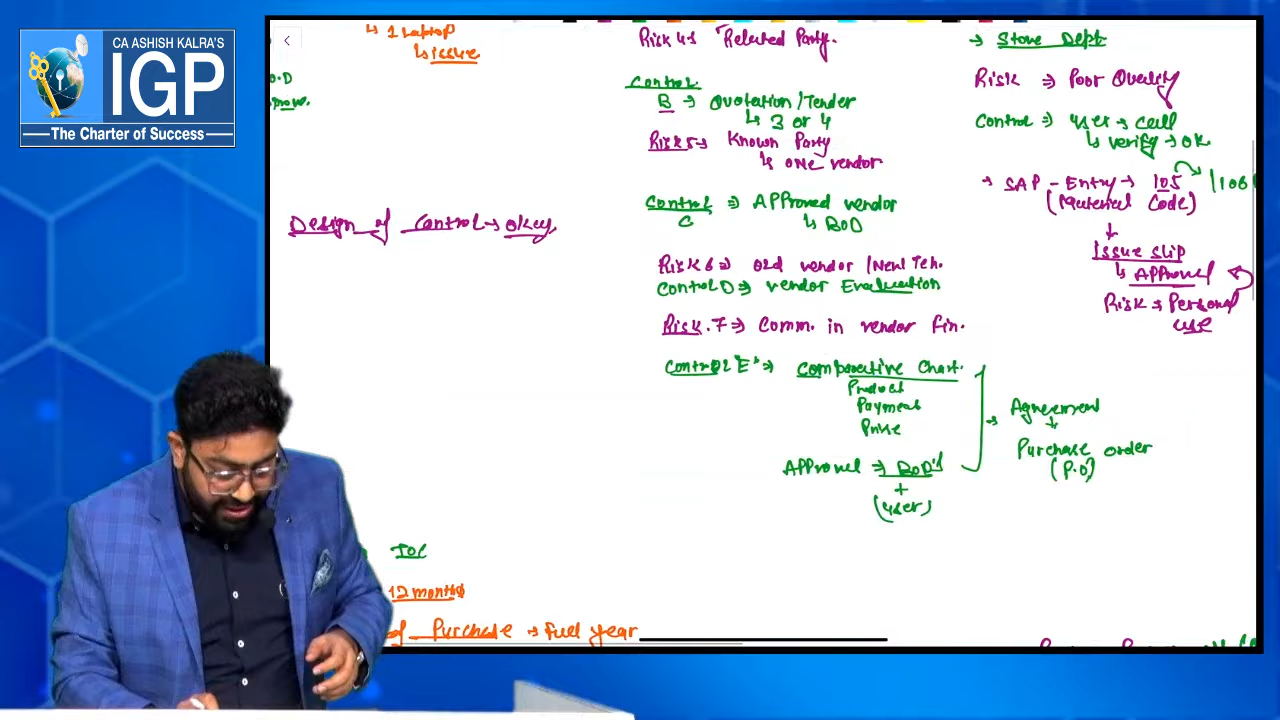 CA ASHISH KALRA'S
IGP
The Charter of Success
↳ 1 Laptop
↳ issue
Design of Control → okay
TOC
12 months
of Purchase → Full year
Risk 4 → Related Party.
Control
B → Quotation / Tender
↳ 3 or 4
Risk 5 → Known Party
↳ one vendor
Control C ⇒ Approved vendor
↳ BOD
Risk 6 ⇒ old vendor / New Teh.
Control D ⇒ vendor Evaluation
Risk.7 ⇒ Comm. in vendor fin.
Control "E" ⇒ Comparative Chart.
Product
Payment
Price
Approval ⇒ BOD's
+
(user)
→ Agreement
↓
Purchase order
(P.O)
→ Store Dept
Risk ⇒ Poor Quality
Control ⇒ user → call
↳ verify → OK
→ SAP - Entry → 105
(Material Code)
↓
Issue slip
↳ Approval
Risk → Personal
use